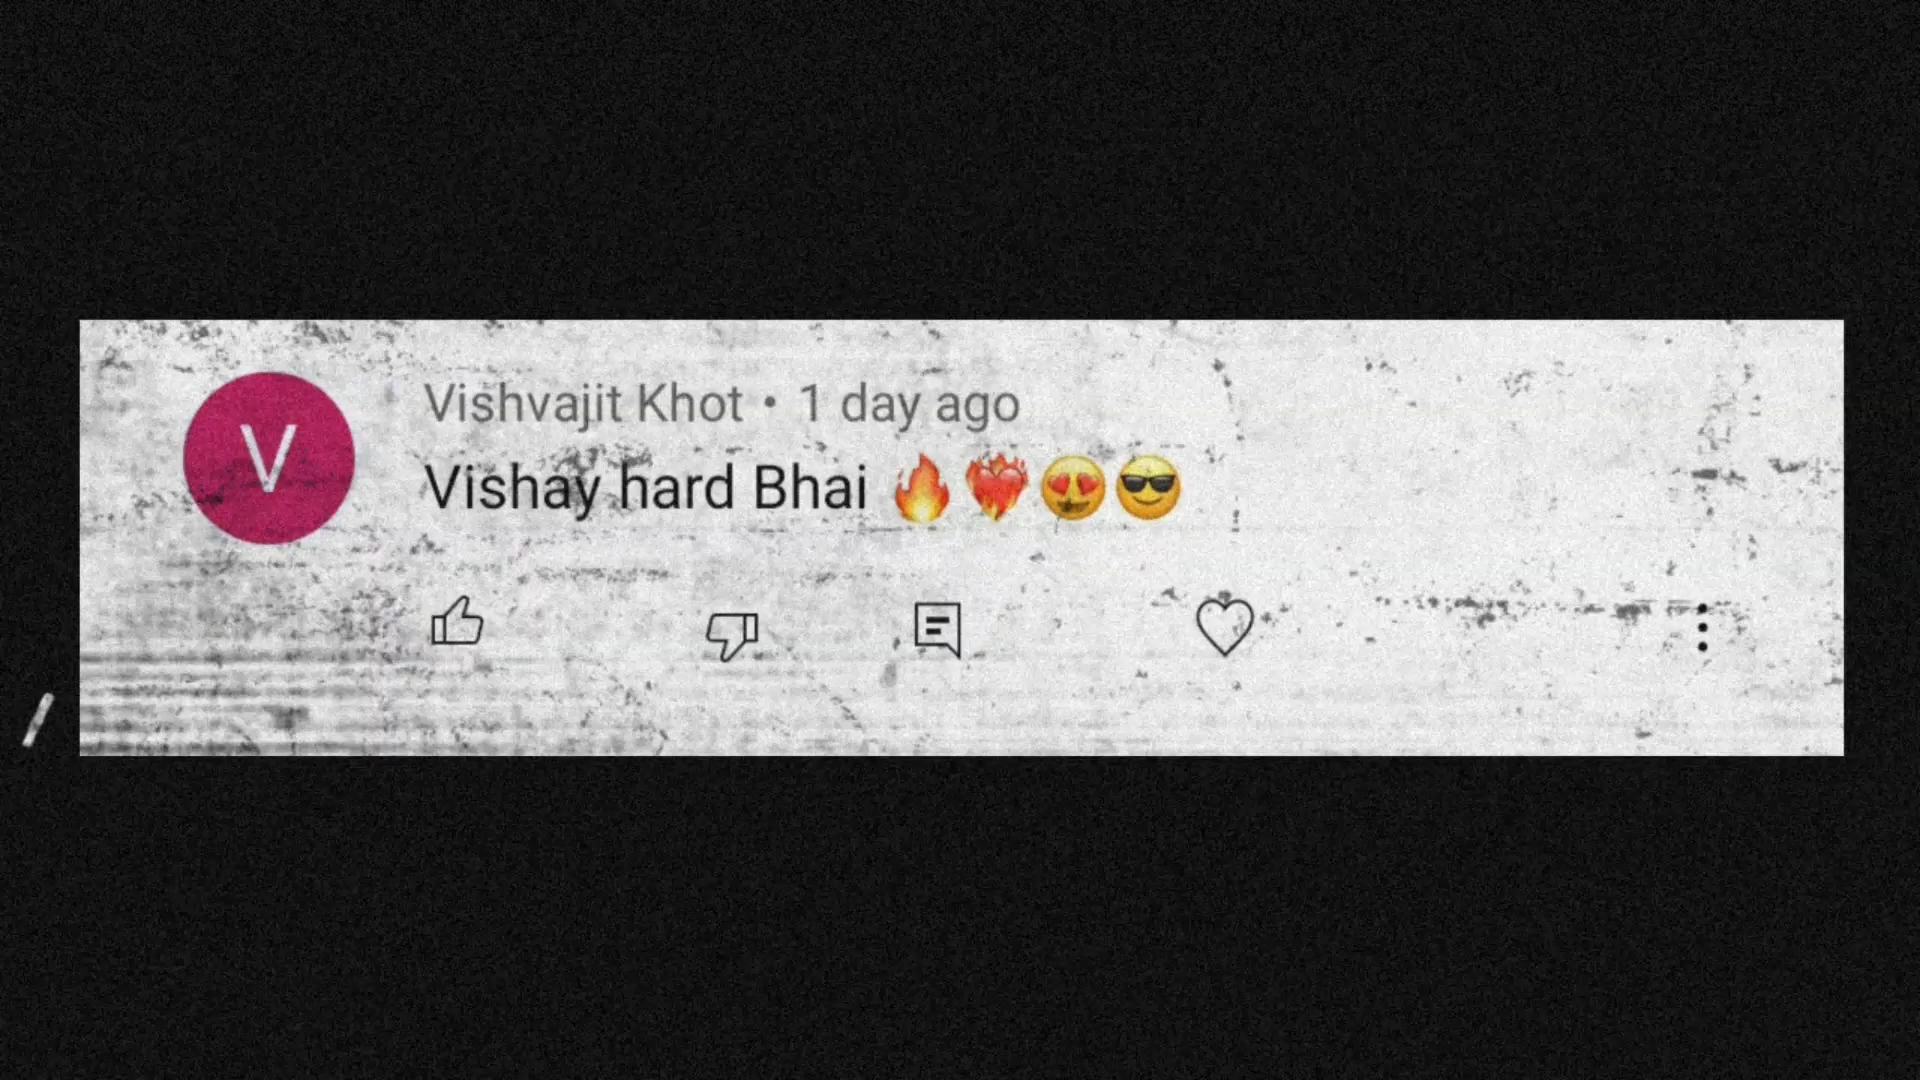 V
Vishvajit Khot • 1 day ago
Vishay hard Bhai 🔥❤️‍🔥😍😎